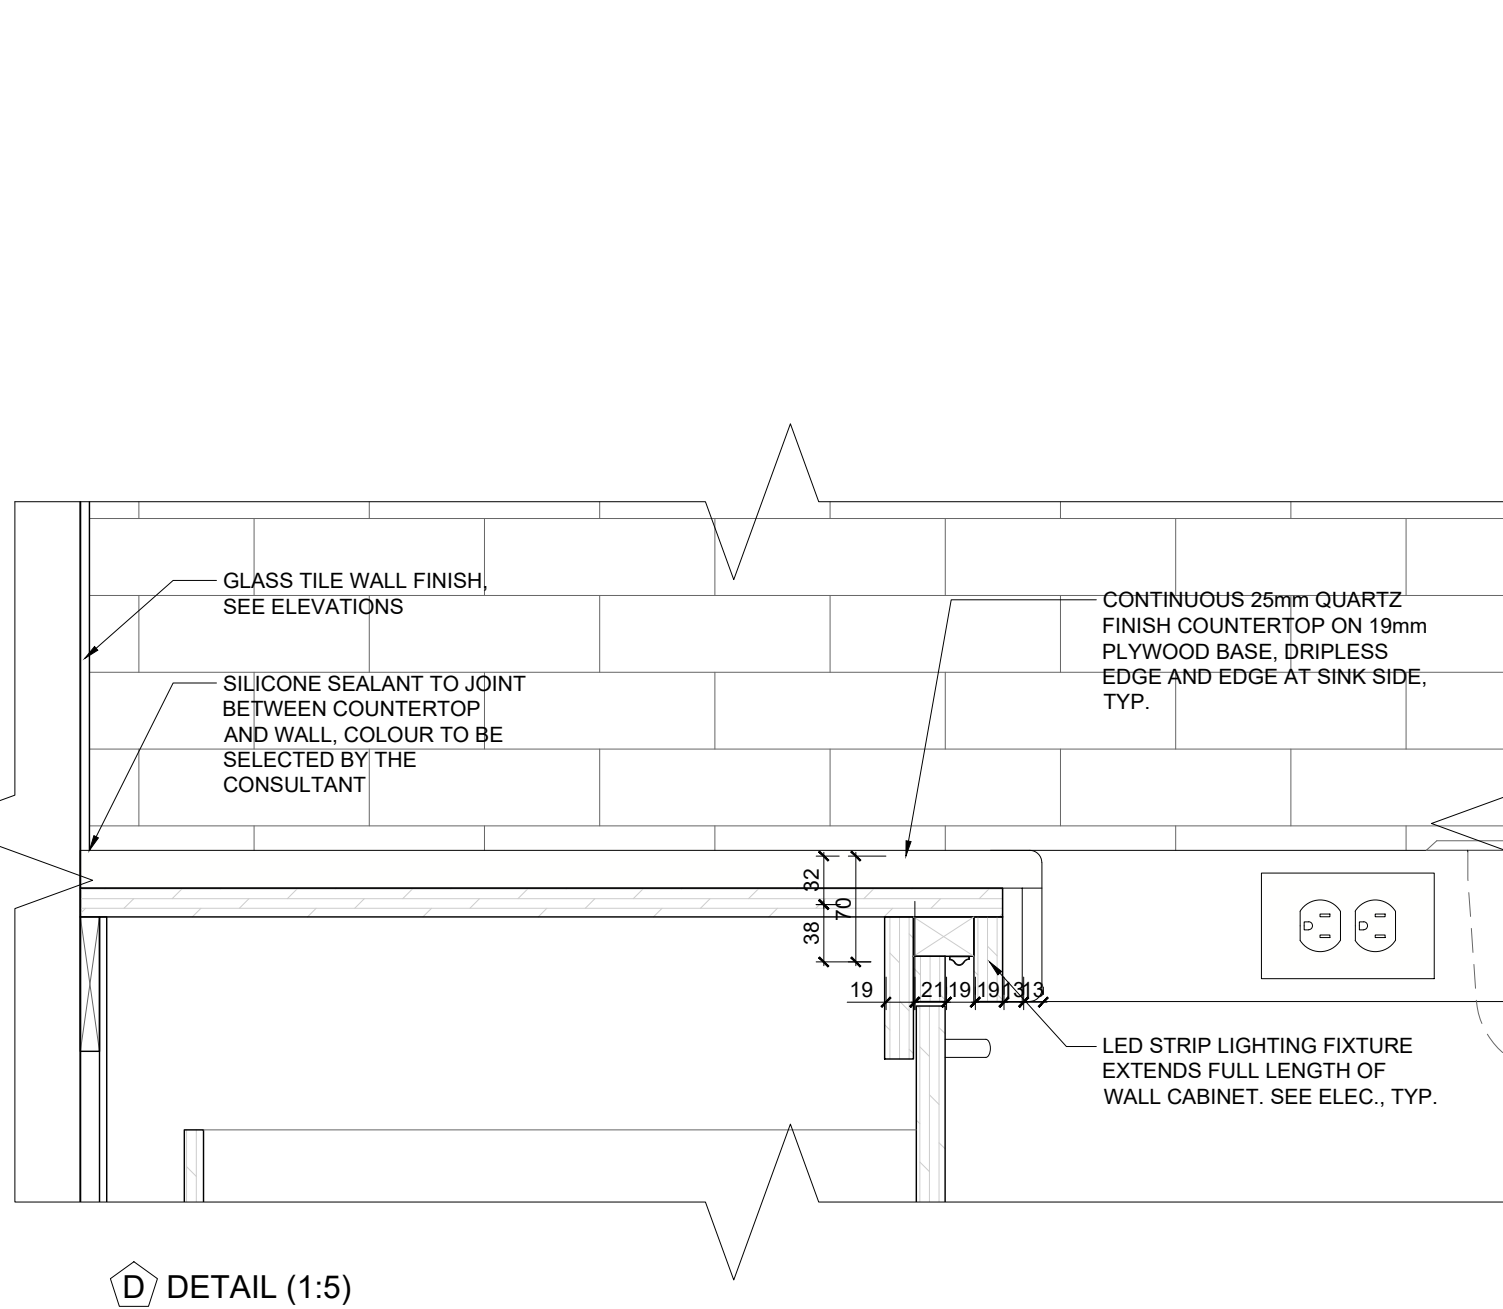 GLASS TILE WALL FINISH,
SEE ELEVATIONS
SILICONE SEALANT TO JOINT
BETWEEN COUNTERTOP
AND WALL, COLOUR TO BE
SELECTED BY THE
CONSULTANT
CONTINUOUS 25mm QUARTZ
FINISH COUNTERTOP ON 19mm
PLYWOOD BASE, DRIPLESS
EDGE AND EDGE AT SINK SIDE,
TYP.
32
70
38
19 21 19 19 13 13
LED STRIP LIGHTING FIXTURE
EXTENDS FULL LENGTH OF
WALL CABINET. SEE ELEC., TYP.
D DETAIL (1:5)